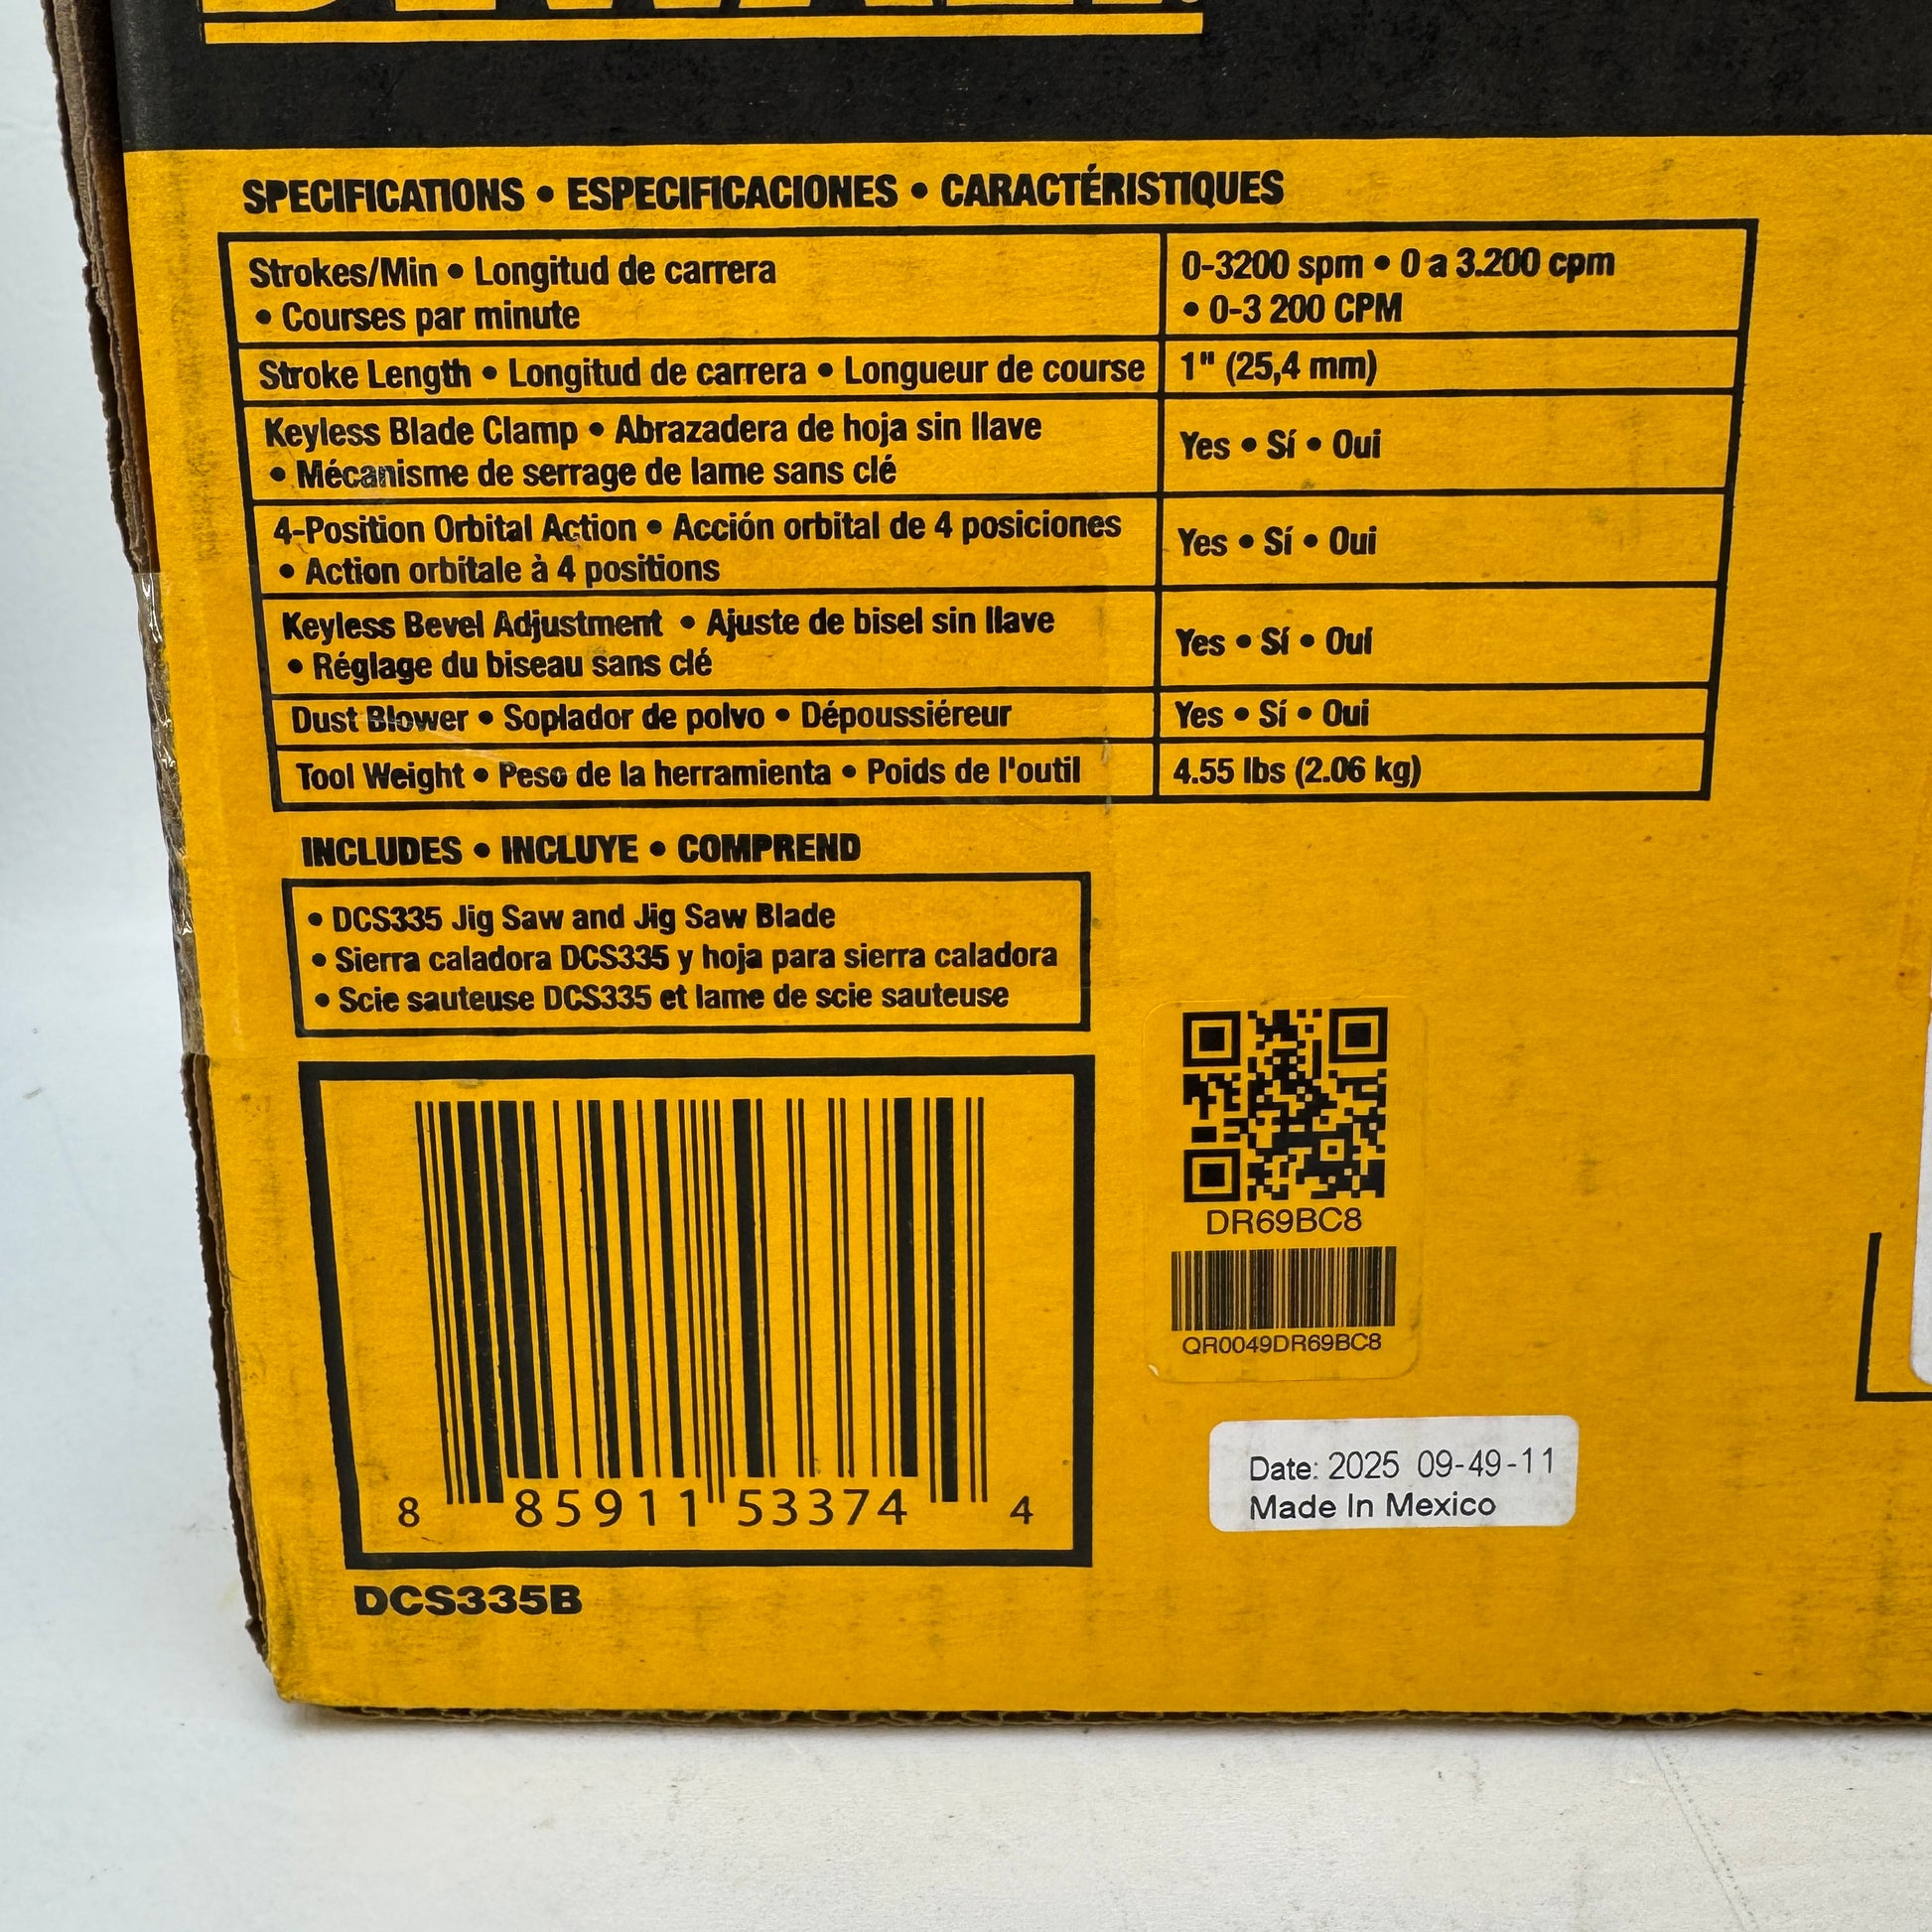 SPECIFICATIONS • ESPECIFICACIONES • CARACTÉRISTIQUES
Strokes/Min • Longitud de carrera
• Courses par minute
0-3200 spm • 0 a 3.200 cpm
• 0-3 200 CPM
Stroke Length • Longitud de carrera • Longueur de course
1" (25,4 mm)
Keyless Blade Clamp • Abrazadera de hoja sin llave
• Mécanisme de serrage de lame sans clé
Yes • Sí • Oui
4-Position Orbital Action • Acción orbital de 4 posiciones
• Action orbitale à 4 positions
Yes • Sí • Oui
Keyless Bevel Adjustment • Ajuste de bisel sin llave
• Réglage du biseau sans clé
Yes • Sí • Oui
Dust Blower • Soplador de polvo • Dépoussiéreur
Yes • Sí • Oui
Tool Weight • Peso de la herramienta • Poids de l'outil
4.55 lbs (2.06 kg)
INCLUDES • INCLUYE • COMPREND
• DCS335 Jig Saw and Jig Saw Blade
• Sierra caladora DCS335 y hoja para sierra caladora
• Scie sauteuse DCS335 et lame de scie sauteuse
DR69BC8
QR0049DR69BC8
8 85911 53374 4
Date: 2025 09-49-11
Made In Mexico
DCS335B